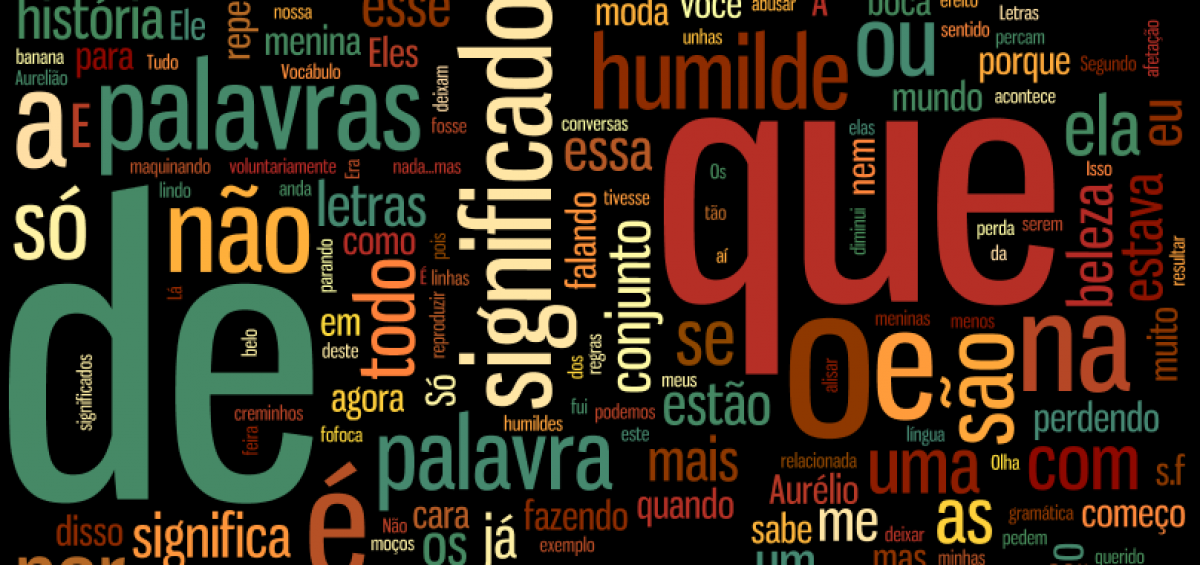 história
Ele
repe
nossa
esse
menina
Eles
banana
para
Tudo
Aurelião
Vocábulo
a
E
palavras
deixam
fosse
maquinando
voluntariamente
Era
nada...mas
significado
moda
você
abusar
A
boca
efeito
Letras
unhas
sentido
percam
humilde
ou
porque
Segundo
afetação
mundo
acontece
conversas
essa
que
elas
nem
ela
eu
Os
Isso
só
lindo
não
anda
letras
como
pois
parando
É
linhas
Lá
todo
reproduzir
falando
tivesse
conjunto
tão
aí
diminui
perda
da
serem
beleza
estava
resultar
de
belo
significados
creminhos
feira
em
deste
agora
Só
fofoca
dos
regras
se
o
alisar
meninas
menos
e
são
na
muito
meus
estão
humildes
fui
podemos
este
língua
perdendo
palavra
mais
relacionada
uma
Olha
com
s.f
Aurélio
disso
significa
é
Não
cara
moços
os
já
fazendo
exemplo
quando
sabe
me
deixar
as
gramática
começo
pedem
um
mas
minhas
querido